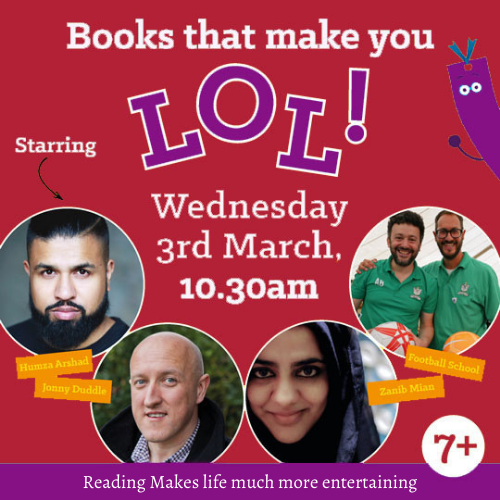 Books that make you
LOL!
Starring
Wednesday
3rd March,
10.30am
Humza Arshad
Jonny Duddle
Football School
Zanib Mian
7+
Reading Makes life much more entertaining